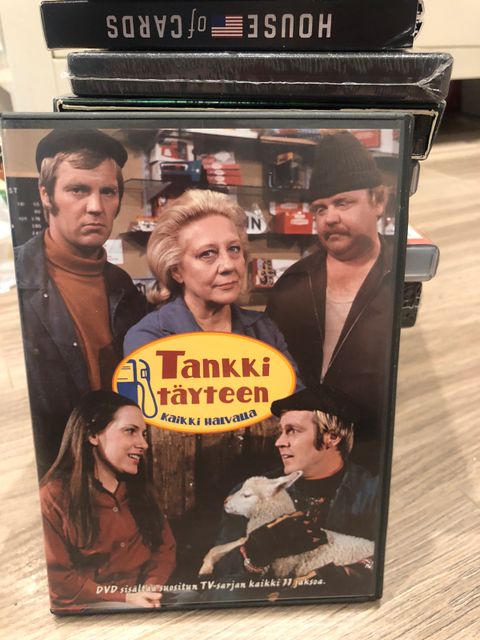 HOUSE of CARDS
TANKKI
TÄYTEEN
KAIKKI HALVALLA
DVD sisältää suositun TV-sarjan kaikki 11 jaksoa.